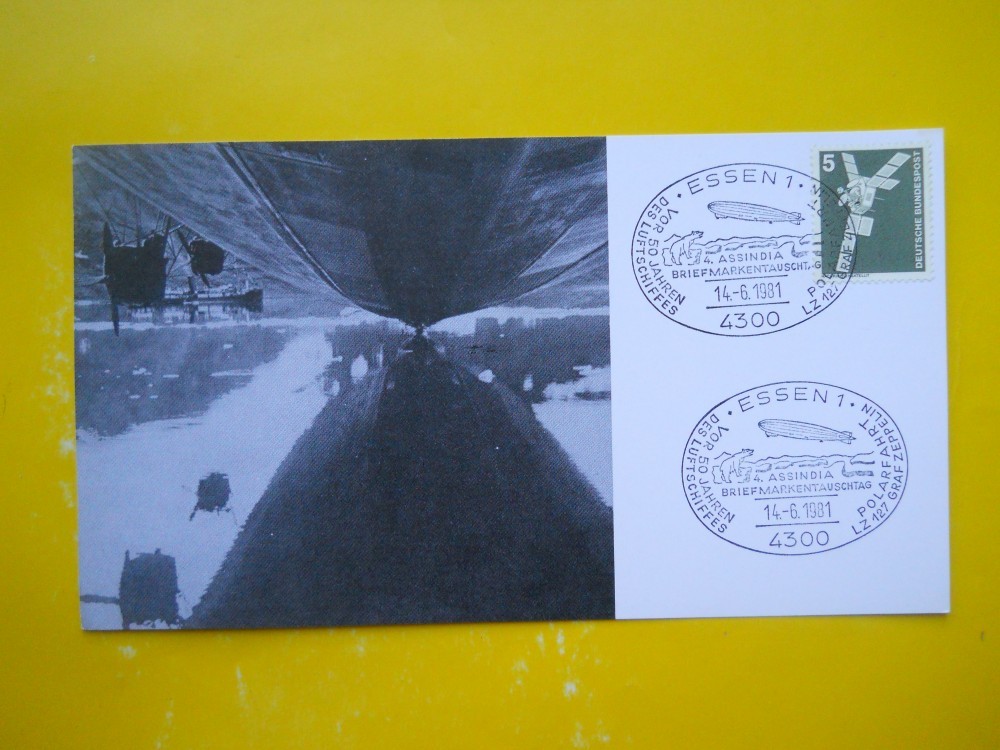 5
DEUTSCHE BUNDESPOST
· ESSEN 1 ·
VOR 50 JAHREN
DES LUFTSCHIFFES
4. ASSINDIA
BRIEFMARKENTAUSCHTAG
14.-6.1981
4300
LZ 127 GRAF
· ESSEN 1 ·
VOR 50 JAHREN
DES LUFTSCHIFFES
4. ASSINDIA
BRIEFMARKENTAUSCHTAG
14.-6.1981
4300
POLARFAHRT
LZ 127 GRAF ZEPPELIN